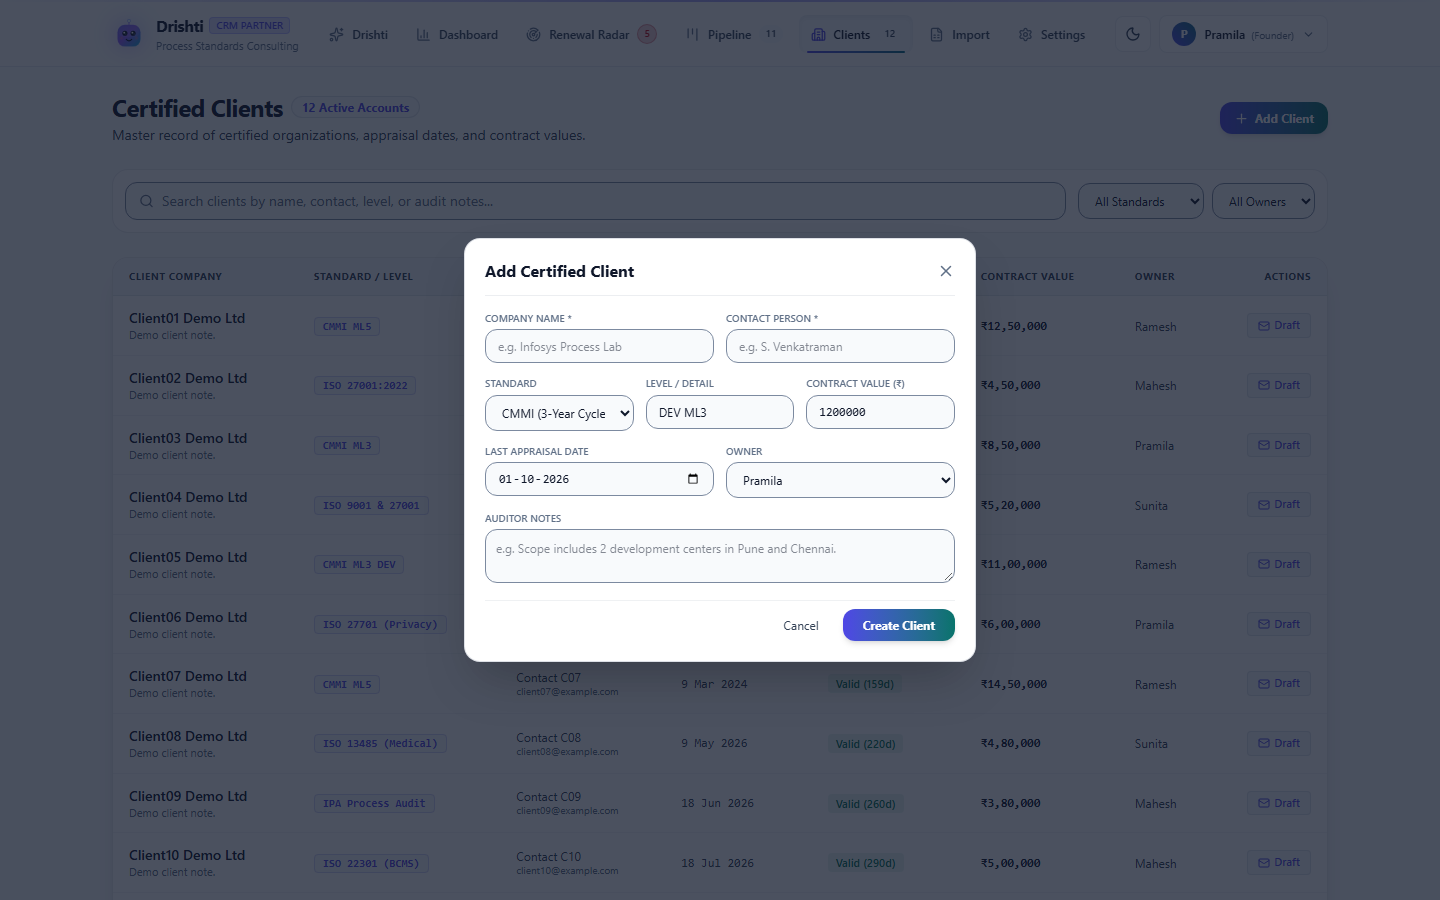 Drishti CRM PARTNER
Process Standards Consulting
Drishti
Dashboard
Renewal Radar 5
Pipeline 11
Clients 12
Import
Settings
P Pramila (Founder)
Certified Clients 12 Active Accounts
Master record of certified organizations, appraisal dates, and contract values.
+ Add Client
Search clients by name, contact, level, or audit notes...
All Standards
All Owners
CLIENT COMPANY STANDARD / LEVEL CONTRACT VALUE OWNER ACTIONS
Client01 Demo Ltd
Demo client note.
CMMI ML5 ₹12,50,000 Ramesh Draft
Client02 Demo Ltd
Demo client note.
ISO 27001:2022 ₹4,50,000 Mahesh Draft
Client03 Demo Ltd
Demo client note.
CMMI ML3 ₹8,50,000 Pramila Draft
Client04 Demo Ltd
Demo client note.
ISO 9001 & 27001 ₹5,20,000 Sunita Draft
Client05 Demo Ltd
Demo client note.
CMMI ML3 DEV ₹11,00,000 Ramesh Draft
Client06 Demo Ltd
Demo client note.
ISO 27701 (Privacy) ₹6,00,000 Pramila Draft
Client07 Demo Ltd
Demo client note.
CMMI ML5
Contact C07
client07@example.com
9 Mar 2024 Valid (159d) ₹14,50,000 Ramesh Draft
Client08 Demo Ltd
Demo client note.
ISO 13485 (Medical)
Contact C08
client08@example.com
9 May 2026 Valid (220d) ₹4,80,000 Sunita Draft
Client09 Demo Ltd
Demo client note.
IPA Process Audit
Contact C09
client09@example.com
18 Jun 2026 Valid (260d) ₹3,80,000 Mahesh Draft
Client10 Demo Ltd
Demo client note.
ISO 22301 (BCMS)
Contact C10
client10@example.com
18 Jul 2026 Valid (290d) ₹5,00,000 Mahesh Draft
Add Certified Client
COMPANY NAME * CONTACT PERSON *
e.g. Infosys Process Lab e.g. S. Venkatraman
STANDARD LEVEL / DETAIL CONTRACT VALUE (₹)
CMMI (3-Year Cycle DEV ML3 1200000
LAST APPRAISAL DATE OWNER
01-10-2026 Pramila
AUDITOR NOTES
e.g. Scope includes 2 development centers in Pune and Chennai.
Cancel Create Client